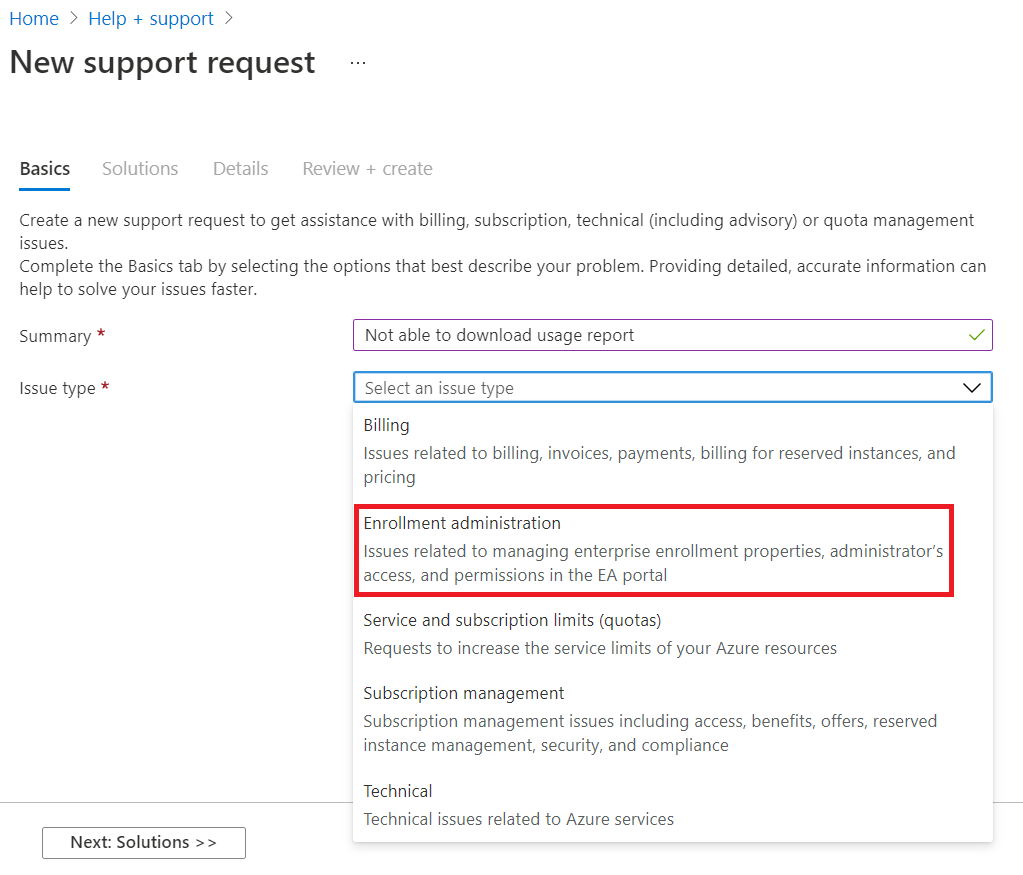 Home > Help + support >
New support request ...
Basics Solutions Details Review + create
Create a new support request to get assistance with billing, subscription, technical (including advisory) or quota management
issues.
Complete the Basics tab by selecting the options that best describe your problem. Providing detailed, accurate information can
help to solve your issues faster.
Summary * Not able to download usage report
Issue type * Select an issue type
Billing
Issues related to billing, invoices, payments, billing for reserved instances, and
pricing
Enrollment administration
Issues related to managing enterprise enrollment properties, administrator’s
access, and permissions in the EA portal
Service and subscription limits (quotas)
Requests to increase the service limits of your Azure resources
Subscription management
Subscription management issues including access, benefits, offers, reserved
instance management, security, and compliance
Technical
Technical issues related to Azure services
Next: Solutions >>